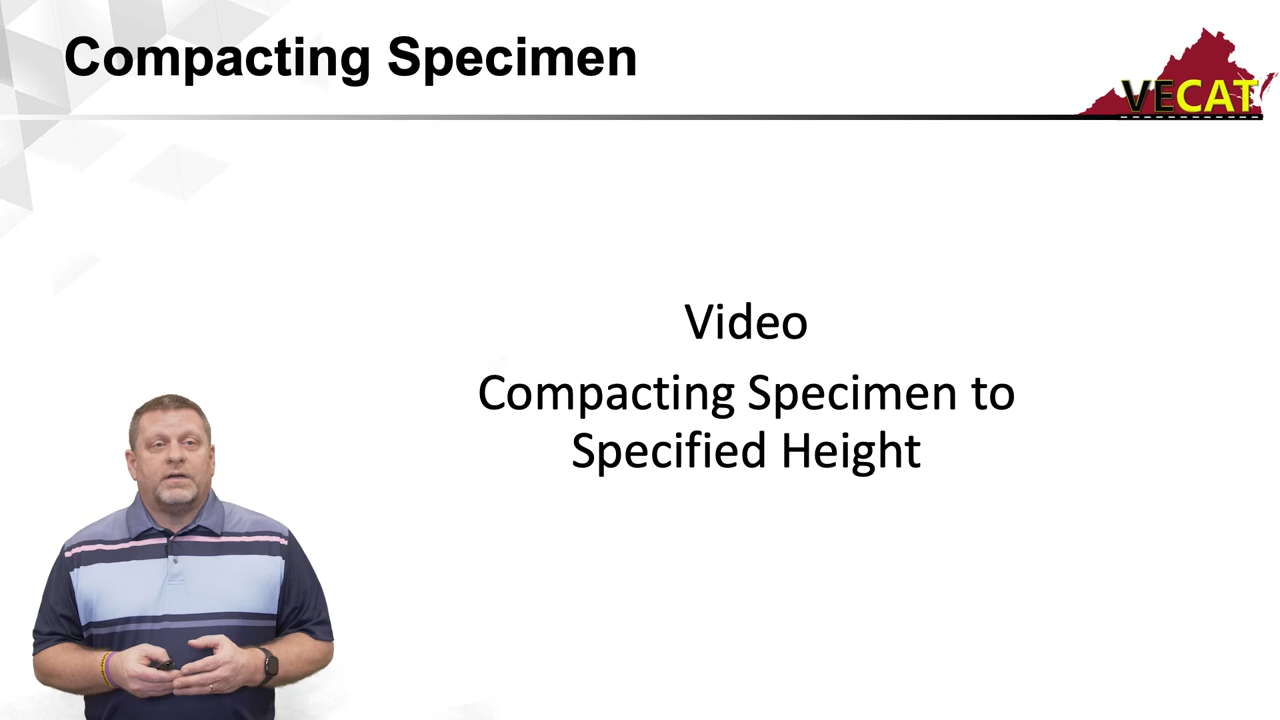 Compacting Specimen
VECAT
Video
Compacting Specimen to
Specified Height